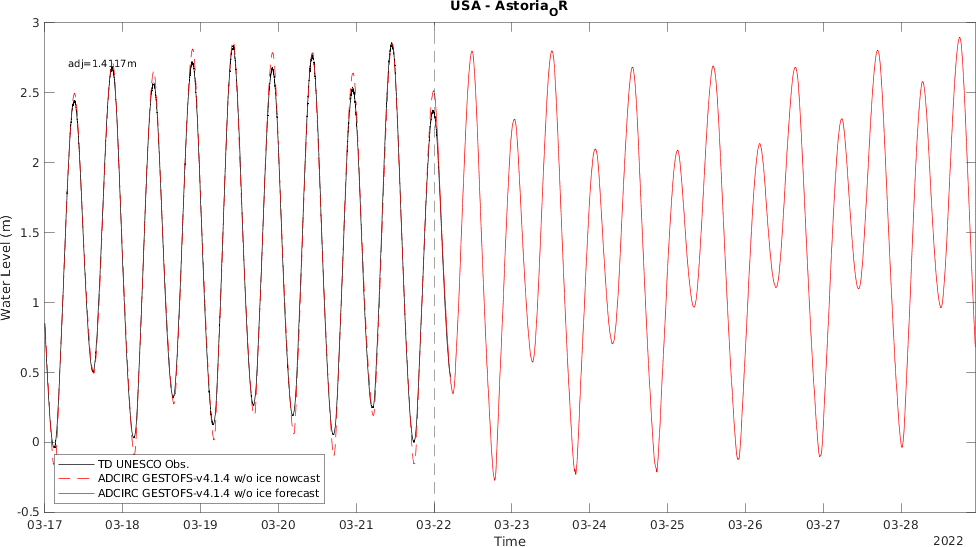 USA - AstoriaOR
3
2.5
2
1.5
1
0.5
0
-0.5
Water Level (m)
adj=1.4117m
TD UNESCO Obs.
ADCIRC GESTOFS-v4.1.4 w/o ice nowcast
ADCIRC GESTOFS-v4.1.4 w/o ice forecast
03-17 03-18 03-19 03-20 03-21 03-22 03-23 03-24 03-25 03-26 03-27 03-28
Time
2022